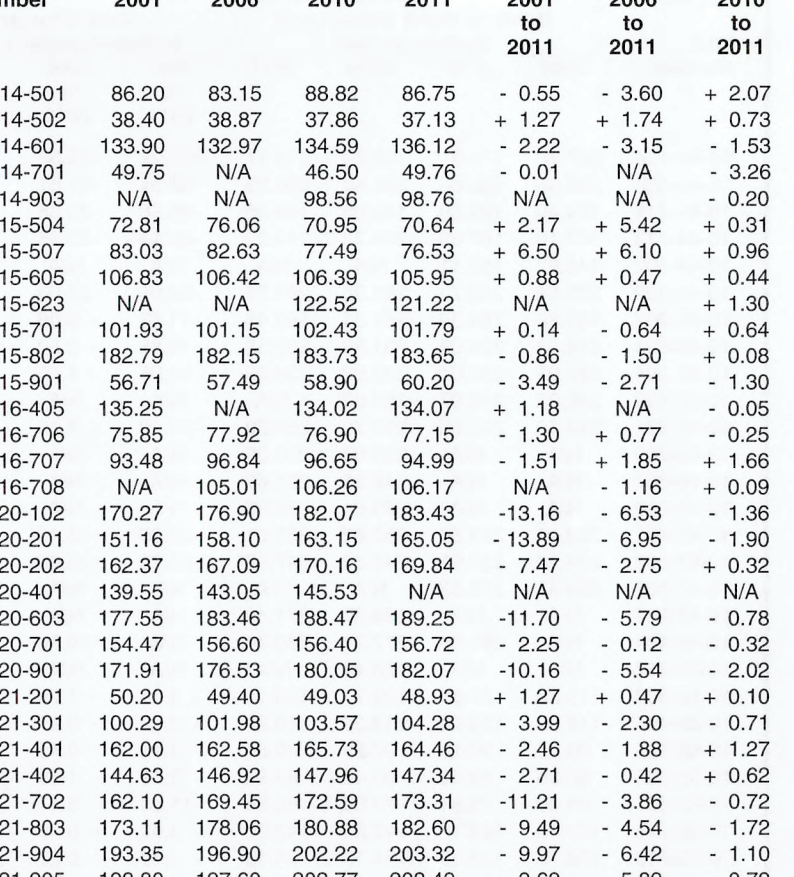 2001 2006 2010 2011 2001 2006 2010
to to to
2011 2011 2011
14-501 86.20 83.15 88.82 86.75 - 0.55 - 3.60 + 2.07
14-502 38.40 38.87 37.86 37.13 + 1.27 + 1.74 + 0.73
14-601 133.90 132.97 134.59 136.12 - 2.22 - 3.15 - 1.53
14-701 49.75 N/A 46.50 49.76 - 0.01 N/A - 3.26
14-903 N/A N/A 98.56 98.76 N/A N/A - 0.20
15-504 72.81 76.06 70.95 70.64 + 2.17 + 5.42 + 0.31
15-507 83.03 82.63 77.49 76.53 + 6.50 + 6.10 + 0.96
15-605 106.83 106.42 106.39 105.95 + 0.88 + 0.47 + 0.44
15-623 N/A N/A 122.52 121.22 N/A N/A + 1.30
15-701 101.93 101.15 102.43 101.79 + 0.14 - 0.64 + 0.64
15-802 182.79 182.15 183.73 183.65 - 0.86 - 1.50 + 0.08
15-901 56.71 57.49 58.90 60.20 - 3.49 - 2.71 - 1.30
16-405 135.25 N/A 134.02 134.07 + 1.18 N/A - 0.05
16-706 75.85 77.92 76.90 77.15 - 1.30 + 0.77 - 0.25
16-707 93.48 96.84 96.65 94.99 - 1.51 + 1.85 + 1.66
16-708 N/A 105.01 106.26 106.17 N/A - 1.16 + 0.09
20-102 170.27 176.90 182.07 183.43 -13.16 - 6.53 - 1.36
20-201 151.16 158.10 163.15 165.05 -13.89 - 6.95 - 1.90
20-202 162.37 167.09 170.16 169.84 - 7.47 - 2.75 + 0.32
20-401 139.55 143.05 145.53 N/A N/A N/A N/A
20-603 177.55 183.46 188.47 189.25 -11.70 - 5.79 - 0.78
20-701 154.47 156.60 156.40 156.72 - 2.25 - 0.12 - 0.32
20-901 171.91 176.53 180.05 182.07 -10.16 - 5.54 - 2.02
21-201 50.20 49.40 49.03 48.93 + 1.27 + 0.47 + 0.10
21-301 100.29 101.98 103.57 104.28 - 3.99 - 2.30 - 0.71
21-401 162.00 162.58 165.73 164.46 - 2.46 - 1.88 + 1.27
21-402 144.63 146.92 147.96 147.34 - 2.71 - 0.42 + 0.62
21-702 162.10 169.45 172.59 173.31 -11.21 - 3.86 - 0.72
21-803 173.11 178.06 180.88 182.60 - 9.49 - 4.54 - 1.72
21-904 193.35 196.90 202.22 203.32 - 9.97 - 6.42 - 1.10